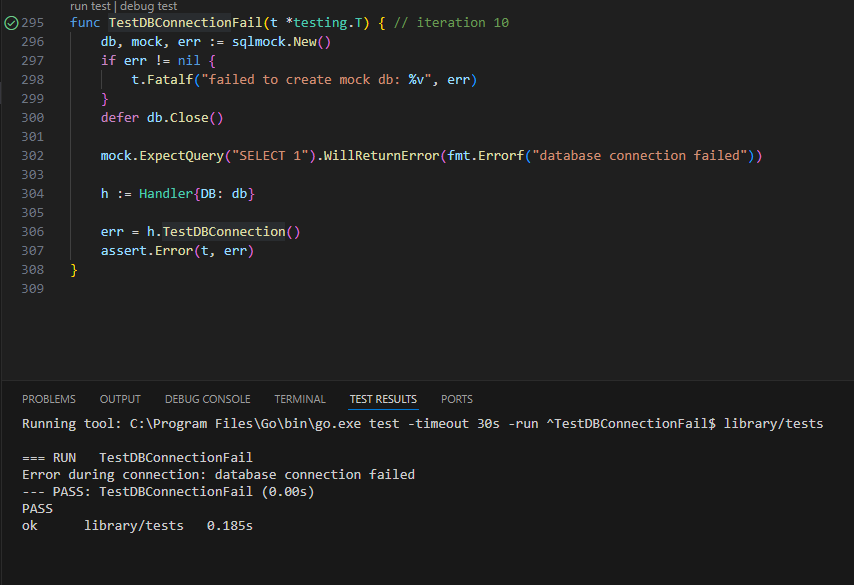 run test | debug test
295 func TestDBConnectionFail(t *testing.T) { // iteration 10
296     db, mock, err := sqlmock.New()
297     if err != nil {
298         t.Fatalf("failed to create mock db: %v", err)
299     }
300     defer db.Close()
301
302     mock.ExpectQuery("SELECT 1").WillReturnError(fmt.Errorf("database connection failed"))
303
304     h := Handler{DB: db}
305
306     err = h.TestDBConnection()
307     assert.Error(t, err)
308 }
309
PROBLEMS OUTPUT DEBUG CONSOLE TERMINAL TEST RESULTS PORTS
Running tool: C:\Program Files\Go\bin\go.exe test -timeout 30s -run ^TestDBConnectionFail$ library/tests
=== RUN   TestDBConnectionFail
Error during connection: database connection failed
--- PASS: TestDBConnectionFail (0.00s)
PASS
ok      library/tests   0.185s